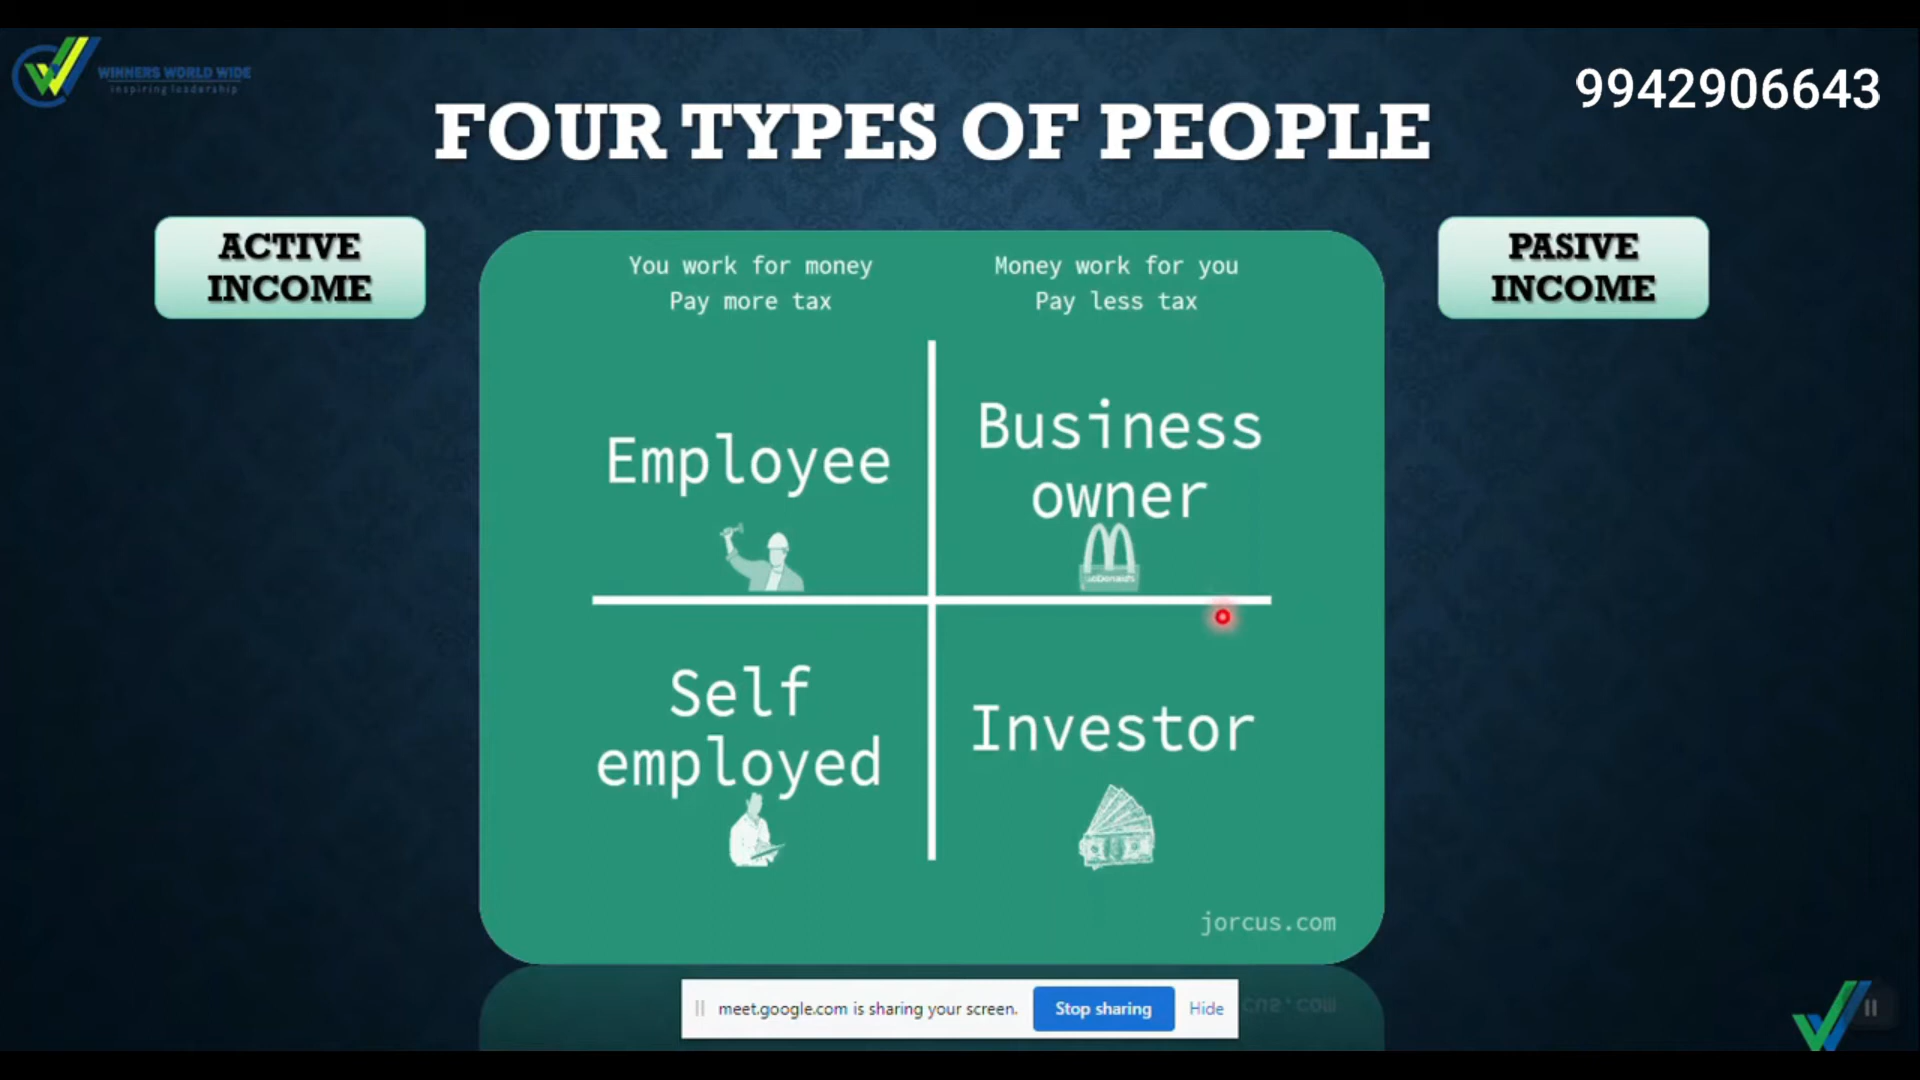 WINNERS WORLD WIDE
inspiring leadership
9942906643
FOUR TYPES OF PEOPLE
ACTIVE
INCOME
PASIVE
INCOME
You work for money
Pay more tax
Money work for you
Pay less tax
Employee
Business
owner
McDonald's
Self
employed
Investor
jorcus.com
meet.google.com is sharing your screen.
Stop sharing
Hide